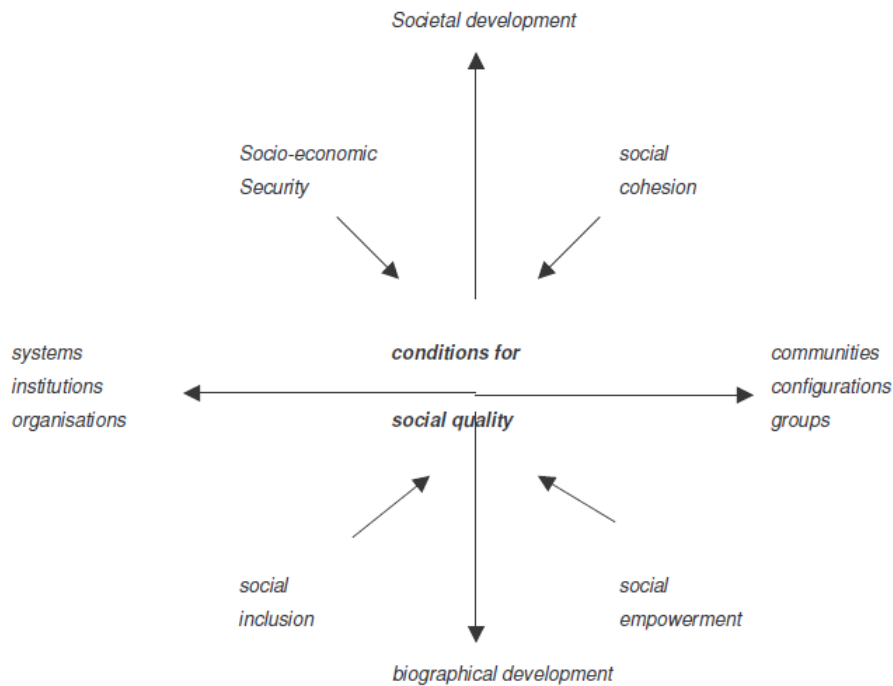 Societal development
Socio-economic
Security
social
cohesion
systems
institutions
organisations
conditions for
social quality
communities
configurations
groups
social
inclusion
social
empowerment
biographical development